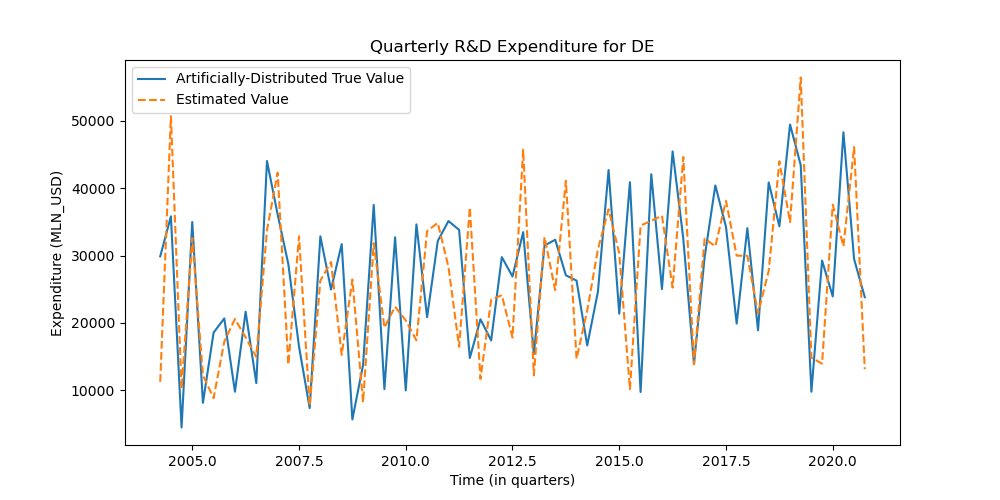 Quarterly R&D Expenditure for DE
Artificially-Distributed True Value
Estimated Value
Expenditure (MLN_USD)
50000
40000
30000
20000
10000
2005.0 2007.5 2010.0 2012.5 2015.0 2017.5 2020.0
Time (in quarters)